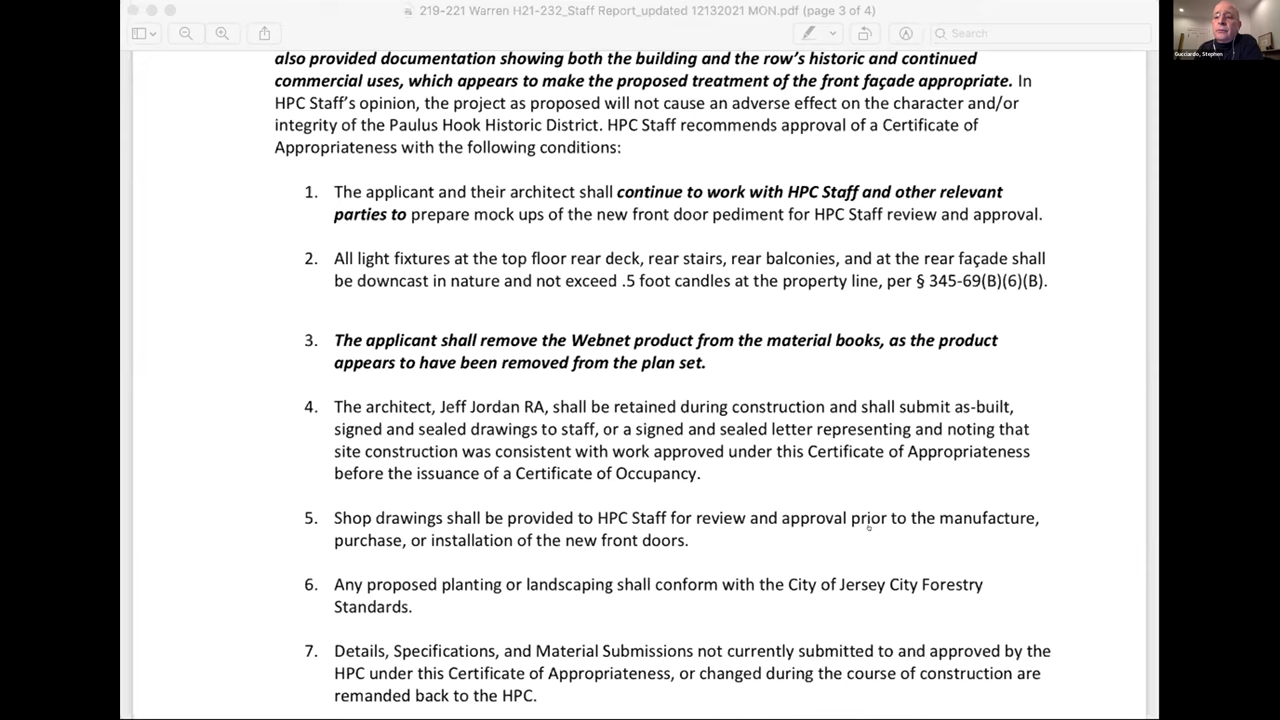 219-221 Warren H21-232_Staff Report_updated 12132021 MON.pdf (page 3 of 4)
Search
Gucciardo, Stephen
also provided documentation showing both the building and the row's historic and continued
commercial uses, which appears to make the proposed treatment of the front façade appropriate. In
HPC Staff's opinion, the project as proposed will not cause an adverse effect on the character and/or
integrity of the Paulus Hook Historic District. HPC Staff recommends approval of a Certificate of
Appropriateness with the following conditions:
1. The applicant and their architect shall continue to work with HPC Staff and other relevant
parties to prepare mock ups of the new front door pediment for HPC Staff review and approval.
2. All light fixtures at the top floor rear deck, rear stairs, rear balconies, and at the rear façade shall
be downcast in nature and not exceed .5 foot candles at the property line, per § 345-69(B)(6)(B).
3. The applicant shall remove the Webnet product from the material books, as the product
appears to have been removed from the plan set.
4. The architect, Jeff Jordan RA, shall be retained during construction and shall submit as-built,
signed and sealed drawings to staff, or a signed and sealed letter representing and noting that
site construction was consistent with work approved under this Certificate of Appropriateness
before the issuance of a Certificate of Occupancy.
5. Shop drawings shall be provided to HPC Staff for review and approval prior to the manufacture,
purchase, or installation of the new front doors.
6. Any proposed planting or landscaping shall conform with the City of Jersey City Forestry
Standards.
7. Details, Specifications, and Material Submissions not currently submitted to and approved by the
HPC under this Certificate of Appropriateness, or changed during the course of construction are
remanded back to the HPC.